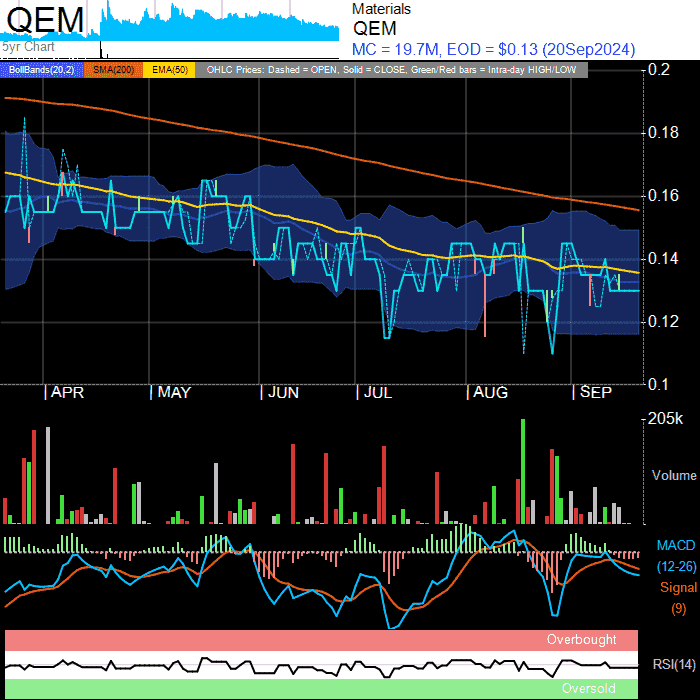 QEM
5yr Chart
Materials
QEM
MC = 19.7M, EOD = $0.13 (20Sep2024)
BollBands(20,2) SMA(200) EMA(50) OHLC Prices: Dashed = OPEN, Solid = CLOSE, Green/Red bars = Intra-day HIGH/LOW
0.2
0.18
0.16
0.14
0.12
0.1
APR MAY JUN JUL AUG SEP
205k
Volume
MACD
(12-26)
Signal
(9)
Overbought
RSI(14)
Oversold